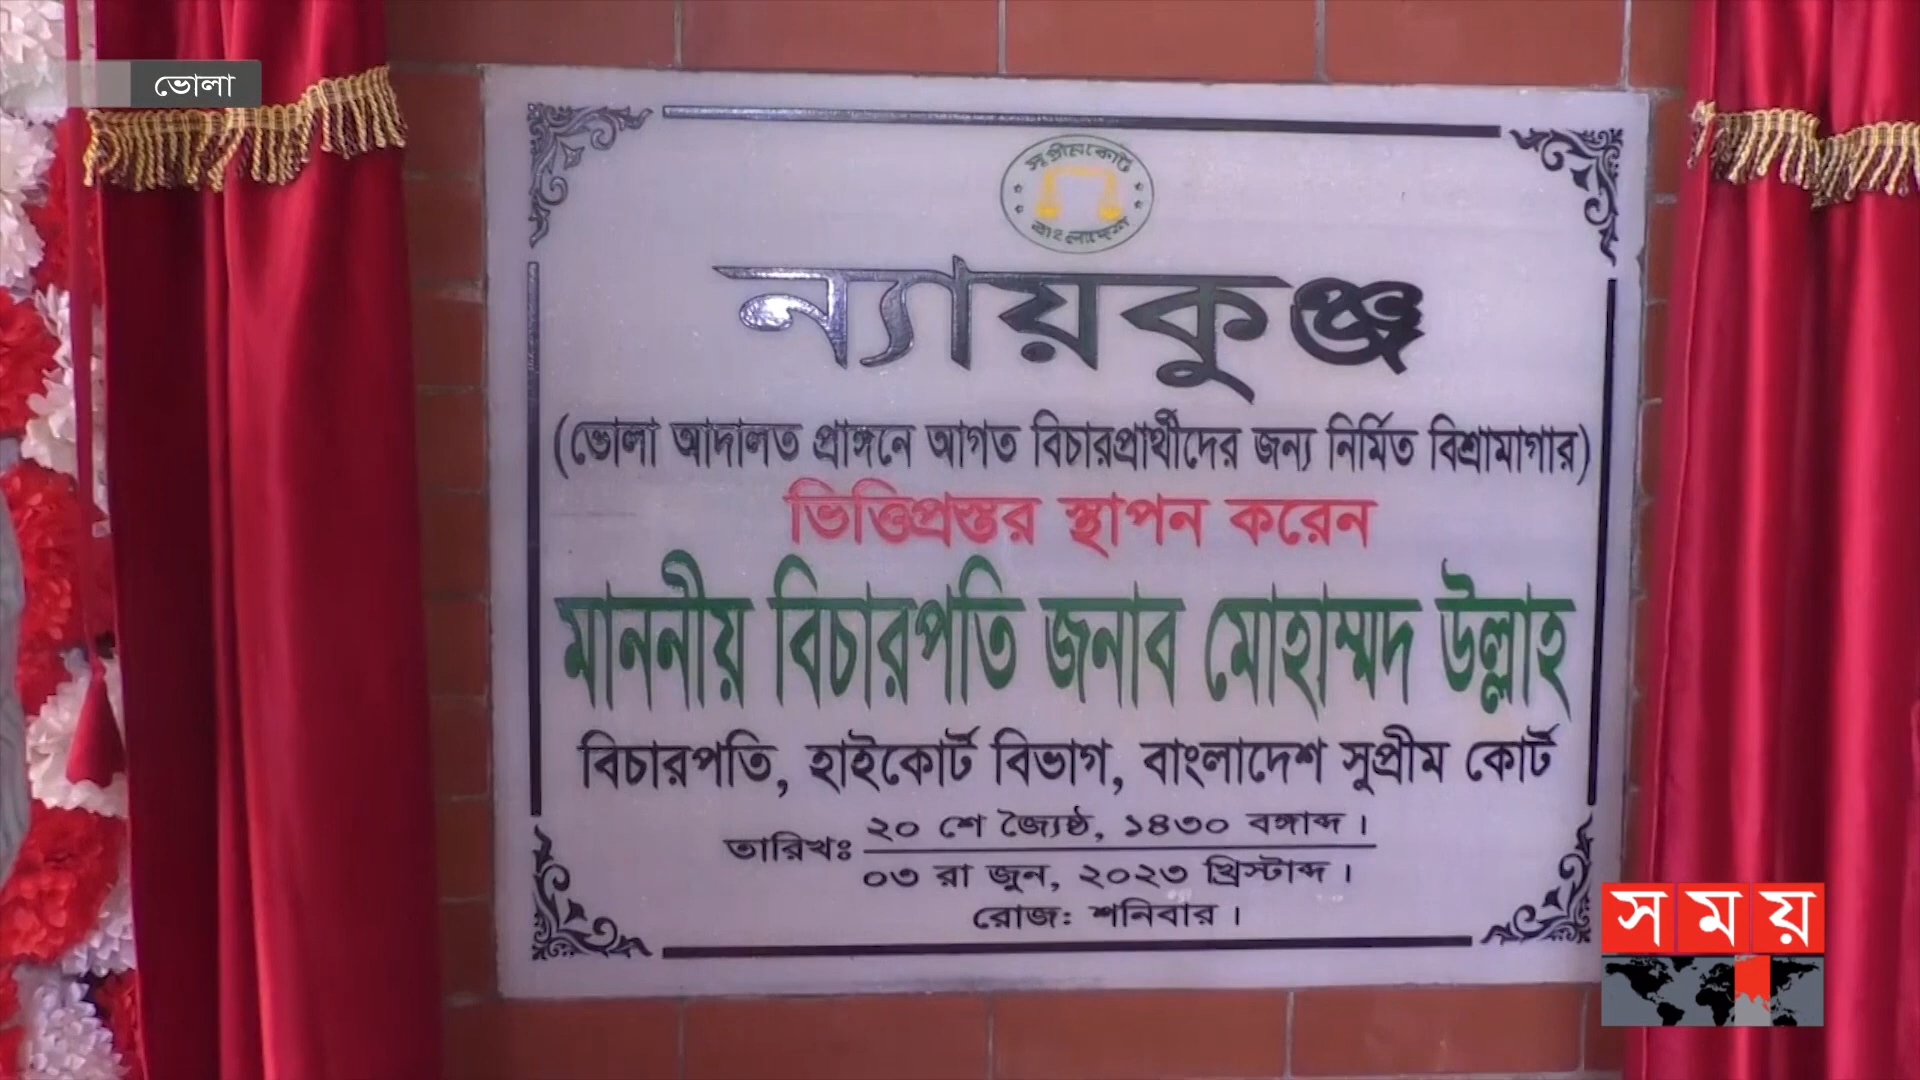 ভোলা
সুপ্রীমকোর্ট
বাংলাদেশ
ন্যায়কুঞ্জ
(ভোলা আদালত প্রাঙ্গনে আগত বিচারপ্রার্থীদের জন্য নির্মিত বিশ্রামাগার)
ভিত্তিপ্রস্তর স্থাপন করেন
মাননীয় বিচারপতি জনাব মোহাম্মদ উল্লাহ
বিচারপতি, হাইকোর্ট বিভাগ, বাংলাদেশ সুপ্রীম কোর্ট
তারিখঃ ২০ শে জ্যৈষ্ঠ, ১৪৩০ বঙ্গাব্দ।
০৩ রা জুন, ২০২৩ খ্রিস্টাব্দ।
রোজ: শনিবার।
সময়